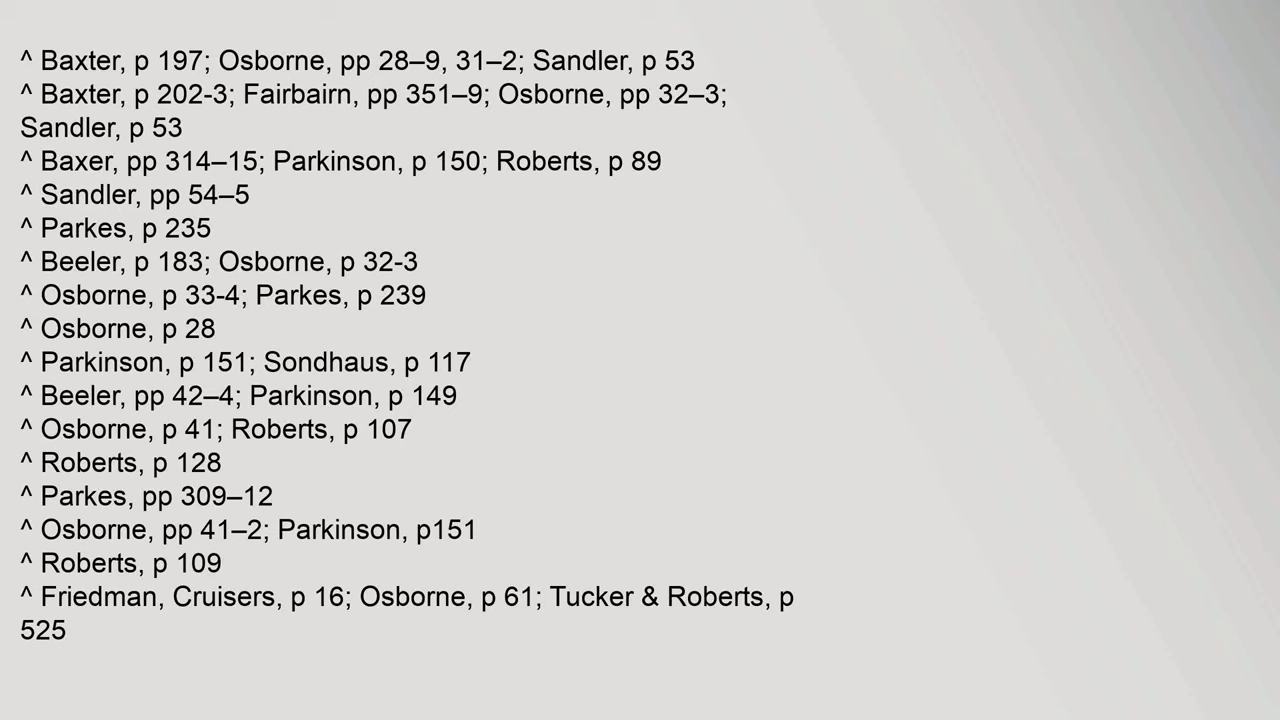 ^ Baxter, p 197; Osborne, pp 28–9, 31–2; Sandler, p 53
^ Baxter, p 202-3; Fairbairn, pp 351–9; Osborne, pp 32–3;
Sandler, p 53
^ Baxer, pp 314–15; Parkinson, p 150; Roberts, p 89
^ Sandler, pp 54–5
^ Parkes, p 235
^ Beeler, p 183; Osborne, p 32-3
^ Osborne, p 33-4; Parkes, p 239
^ Osborne, p 28
^ Parkinson, p 151; Sondhaus, p 117
^ Beeler, pp 42–4; Parkinson, p 149
^ Osborne, p 41; Roberts, p 107
^ Roberts, p 128
^ Parkes, pp 309–12
^ Osborne, pp 41–2; Parkinson, p151
^ Roberts, p 109
^ Friedman, Cruisers, p 16; Osborne, p 61; Tucker & Roberts, p
525